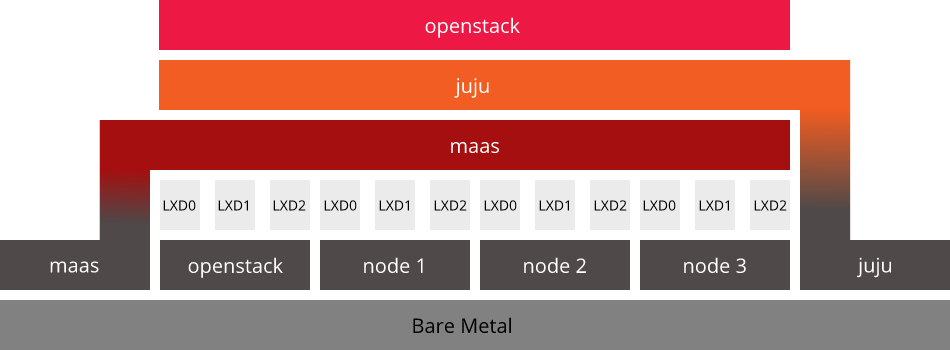 openstack
juju
maas
LXD0 LXD1 LXD2 LXD0 LXD1 LXD2 LXD0 LXD1 LXD2 LXD0 LXD1 LXD2
maas openstack node 1 node 2 node 3 juju
Bare Metal